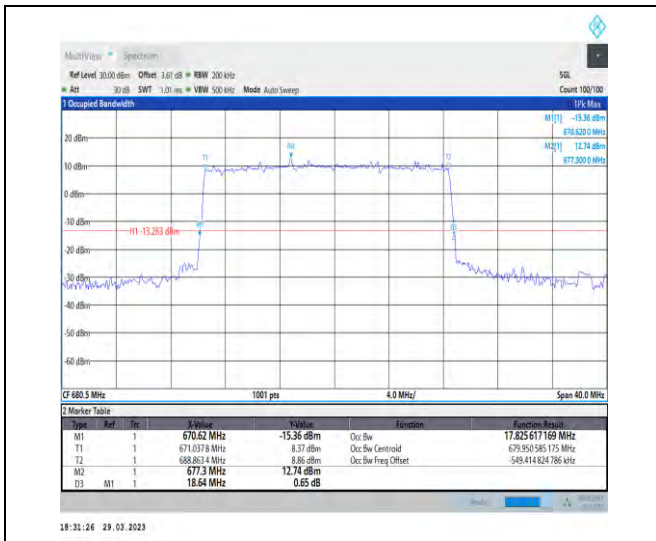 MultiView Spectrum
Ref Level 30.00 dBm Offset 3.61 dB RBW 200 kHz SGL
Att 30 dB SWT 1.01 ms VBW 500 kHz Mode Auto Sweep Count 100/100
1 Occupied Bandwidth 1Pk Max
M1[1] -15.36 dBm
670.620 0 MHz
M2[1] 12.74 dBm
677.300 0 MHz
20 dBm
M2
T1 T2
10 dBm
0 dBm
-10 dBm
M1 D3
H1 -13.263 dBm
-20 dBm
-30 dBm
-40 dBm
-50 dBm
-60 dBm
CF 680.5 MHz 1001 pts 4.0 MHz/ Span 40.0 MHz
2 Marker Table
Type Ref Trc X-Value Y-Value Function Function Result
M1 1 670.62 MHz -15.36 dBm Occ Bw 17.825 617 169 MHz
T1 1 671.037 8 MHz 8.37 dBm Occ Bw Centroid 679.950 585 175 MHz
T2 1 688.863 4 MHz 8.86 dBm Occ Bw Freq Offset -549.414 824 786 kHz
M2 1 677.3 MHz 12.74 dBm
D3 M1 1 18.64 MHz 0.65 dB
18:31:26 29.03.2023